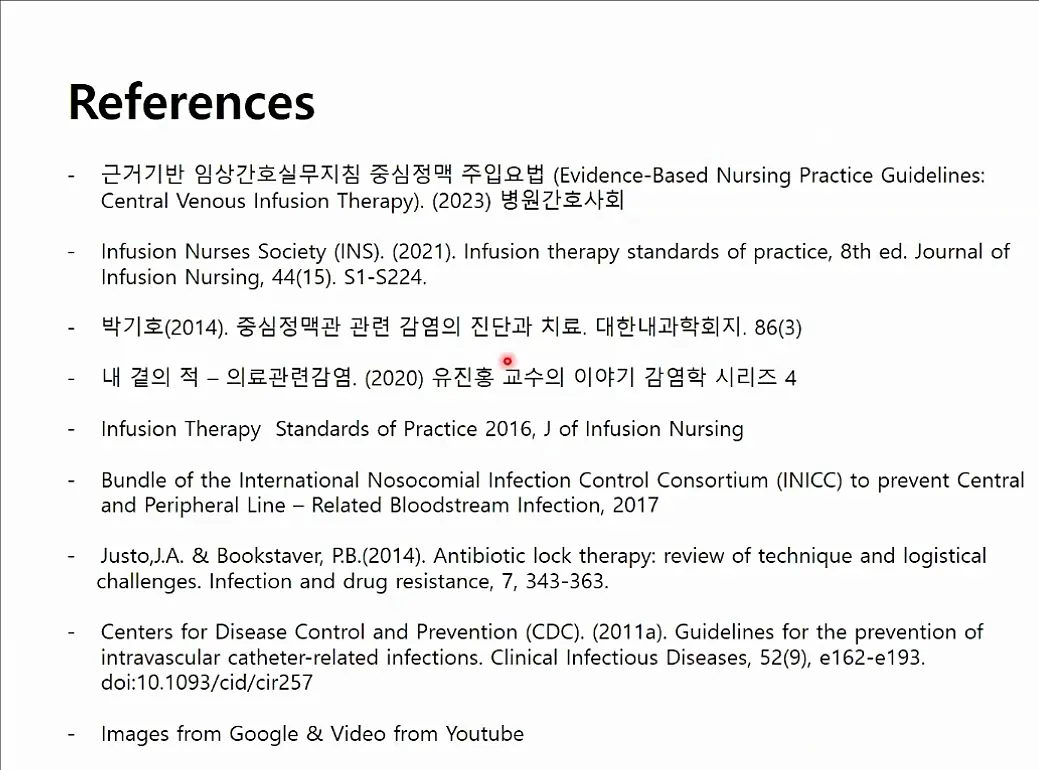 References
- 근거기반 임상간호실무지침 중심정맥 주입요법 (Evidence-Based Nursing Practice Guidelines:
Central Venous Infusion Therapy). (2023) 병원간호사회
- Infusion Nurses Society (INS). (2021). Infusion therapy standards of practice, 8th ed. Journal of
Infusion Nursing, 44(15). S1-S224.
- 박기호(2014). 중심정맥관 관련 감염의 진단과 치료. 대한내과학회지. 86(3)
- 내 곁의 적 – 의료관련감염. (2020) 유진홍 교수의 이야기 감염학 시리즈 4
- Infusion Therapy  Standards of Practice 2016, J of Infusion Nursing
- Bundle of the International Nosocomial Infection Control Consortium (INICC) to prevent Central
and Peripheral Line – Related Bloodstream Infection, 2017
- Justo,J.A. & Bookstaver, P.B.(2014). Antibiotic lock therapy: review of technique and logistical
challenges. Infection and drug resistance, 7, 343-363.
- Centers for Disease Control and Prevention (CDC). (2011a). Guidelines for the prevention of
intravascular catheter-related infections. Clinical Infectious Diseases, 52(9), e162-e193.
doi:10.1093/cid/cir257
- Images from Google & Video from Youtube